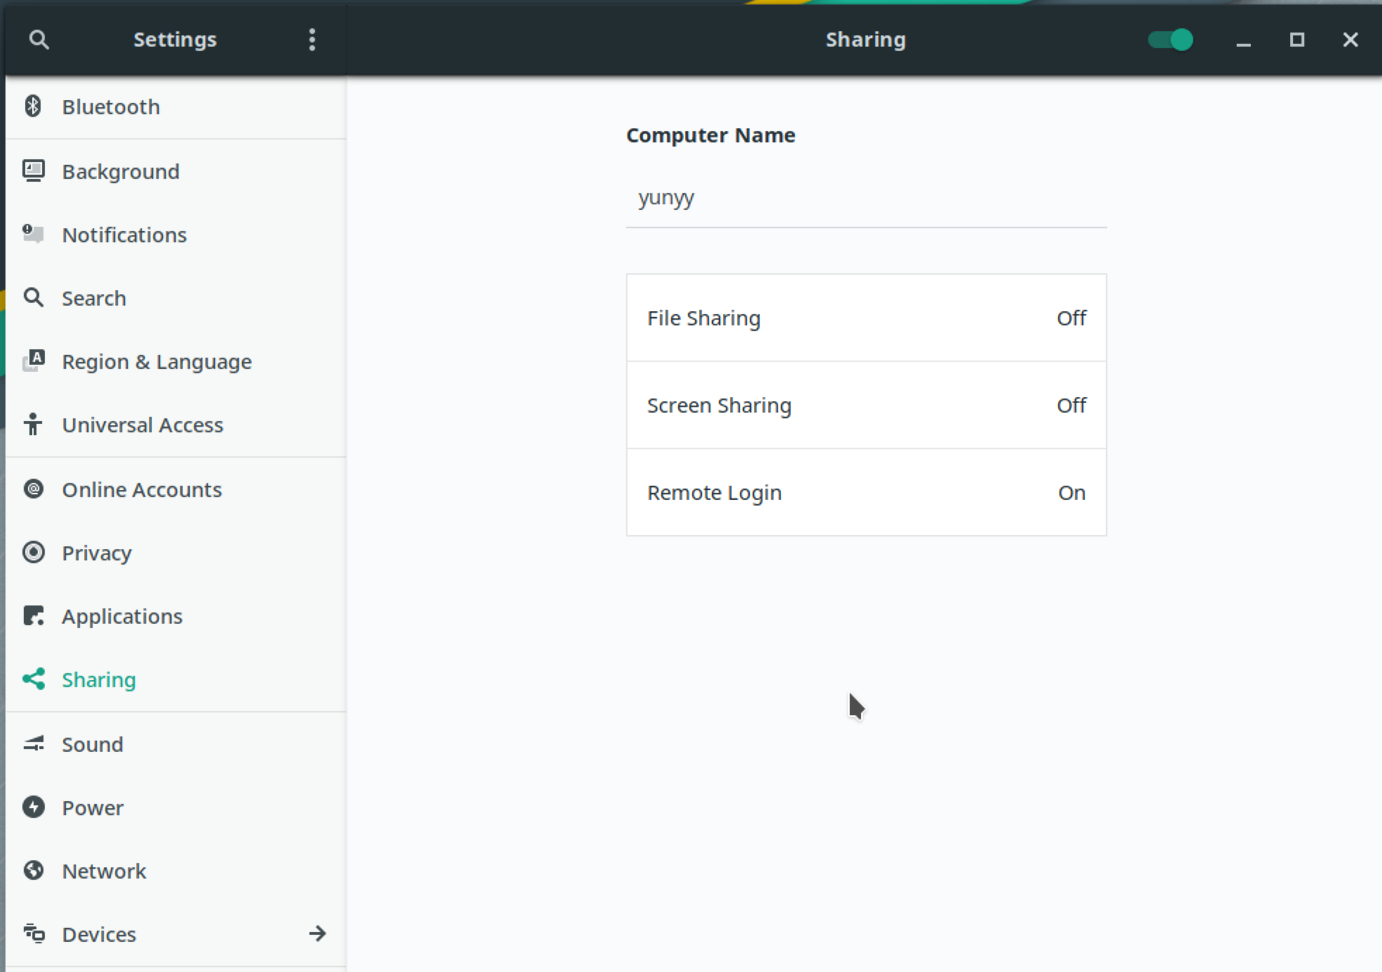 Settings
Sharing
Bluetooth
Background
Notifications
Search
Region & Language
Universal Access
Online Accounts
Privacy
Applications
Sharing
Sound
Power
Network
Devices
Computer Name
yunyy
File Sharing Off
Screen Sharing Off
Remote Login On